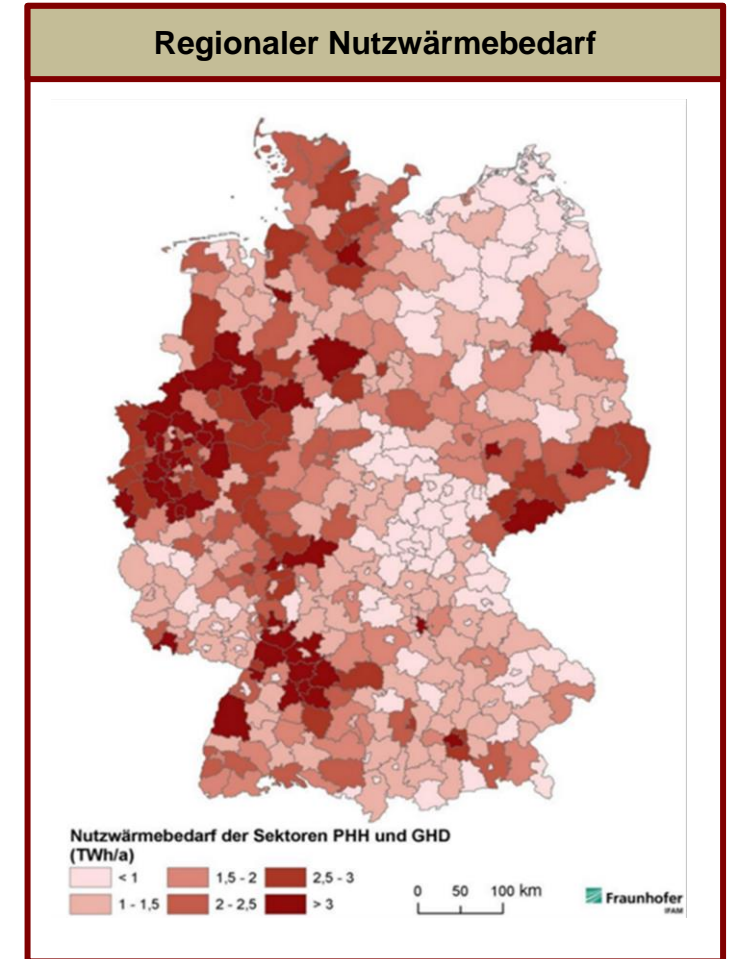 Regionaler Nutzwärmebedarf
Nutzwärmebedarf der Sektoren PHH und GHD
(TWh/a)
< 1
1,5 - 2
2,5 - 3
1 - 1,5
2 - 2,5
> 3
0 50 100 km
Fraunhofer
IFAM